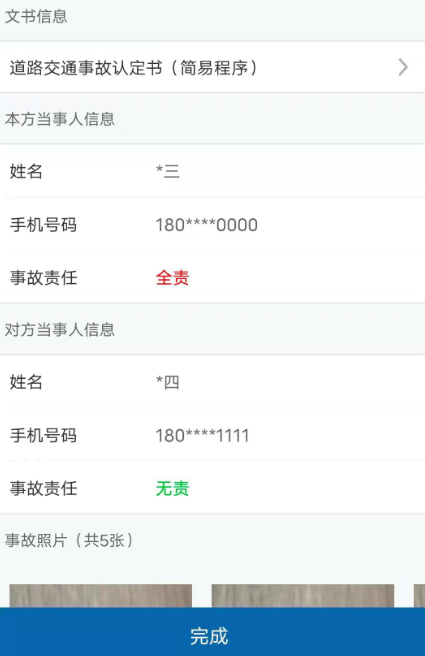 文书信息
道路交通事故认定书（简易程序）
本方当事人信息
姓名 *三
手机号码 180****0000
事故责任 全责
对方当事人信息
姓名 *四
手机号码 180****1111
事故责任 无责
事故照片（共5张）
完成